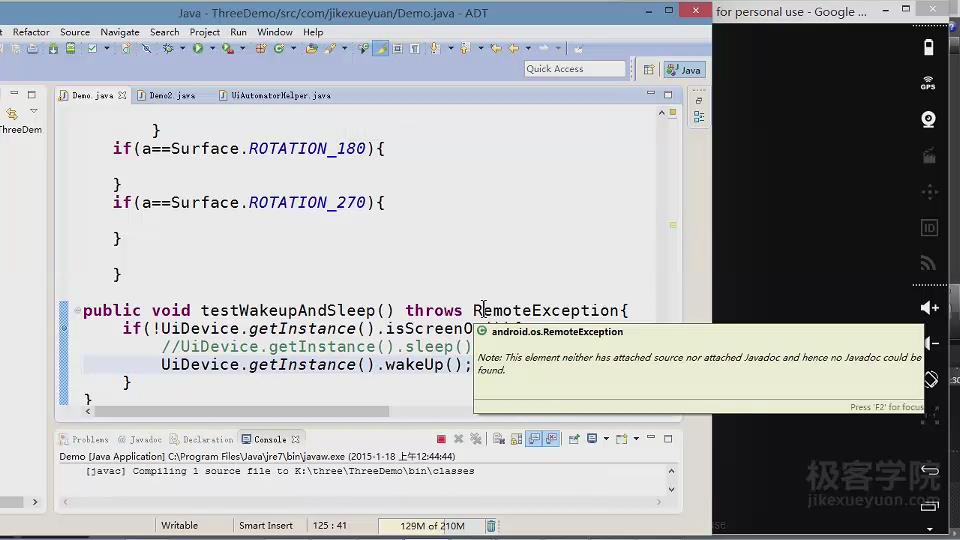 Java - ThreeDemo/src/com/jikexueyuan/Demo.java - ADT
for personal use - Google ...
Refactor Source Navigate Search Project Run Window Help
Quick Access
Java
Demo.java Demo2.java UiAutomatorHelper.java
ThreeDem
}
if(a==Surface.ROTATION_180){
}
if(a==Surface.ROTATION_270){
}
}
public void testWakeupAndSleep() throws RemoteException{
if(!UiDevice.getInstance().isScreenO
//UiDevice.getInstance().sleep()
UiDevice.getInstance().wakeUp();
}
}
android.os.RemoteException
Note: This element neither has attached source nor attached Javadoc and hence no Javadoc could be
found.
Press 'F2' for focus
Problems Javadoc Declaration Console
Demo [Java Application] C:\Program Files\Java\jre7\bin\javaw.exe (2015-1-18 下午12:44:44)
[javac] Compiling 1 source file to K:\three\ThreeDemo\bin\classes
Writable Smart Insert 125 : 41 129M of 210M
GPS
ID
极客学院
jikexueyuan.com